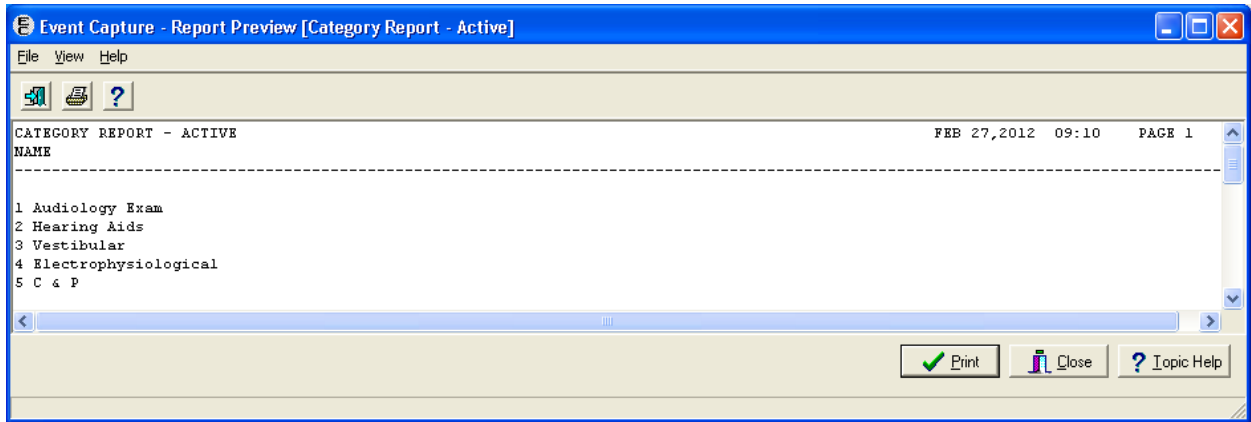 Event Capture - Report Preview [Category Report - Active]
File View Help
CATEGORY REPORT - ACTIVE FEB 27,2012 09:10 PAGE 1
NAME
1 Audiology Exam
2 Hearing Aids
3 Vestibular
4 Electrophysiological
5 C & P
Print Close ? Topic Help